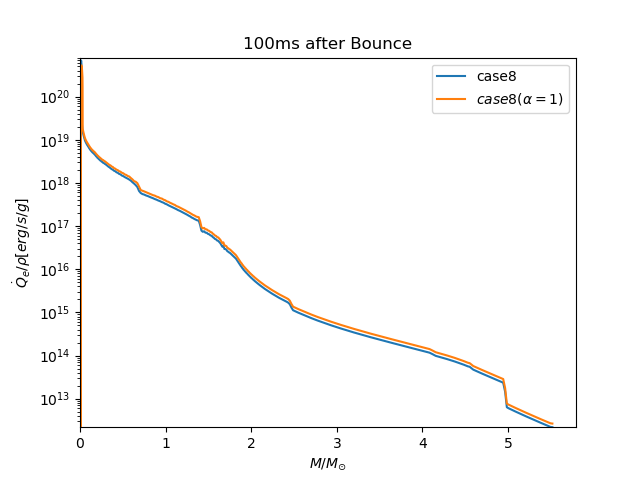 100ms after Bounce
case8
case8(α = 1)
10²⁰
10¹⁹
10¹⁸
10¹⁷
10¹⁶
10¹⁵
10¹⁴
10¹³
Q̇ₑ/ρ[erg/s/g]
0 1 2 3 4 5
M/M⊙